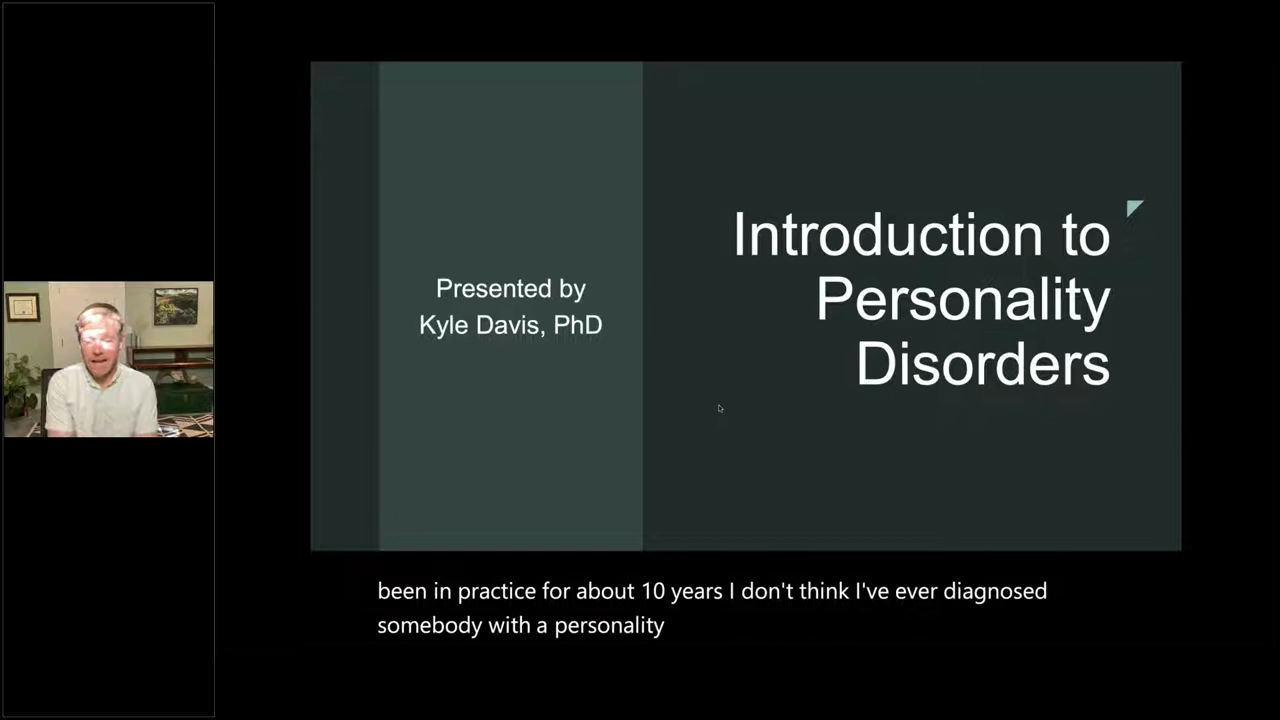 Presented by
Kyle Davis, PhD
Introduction to
Personality
Disorders
been in practice for about 10 years I don't think I've ever diagnosed
somebody with a personality